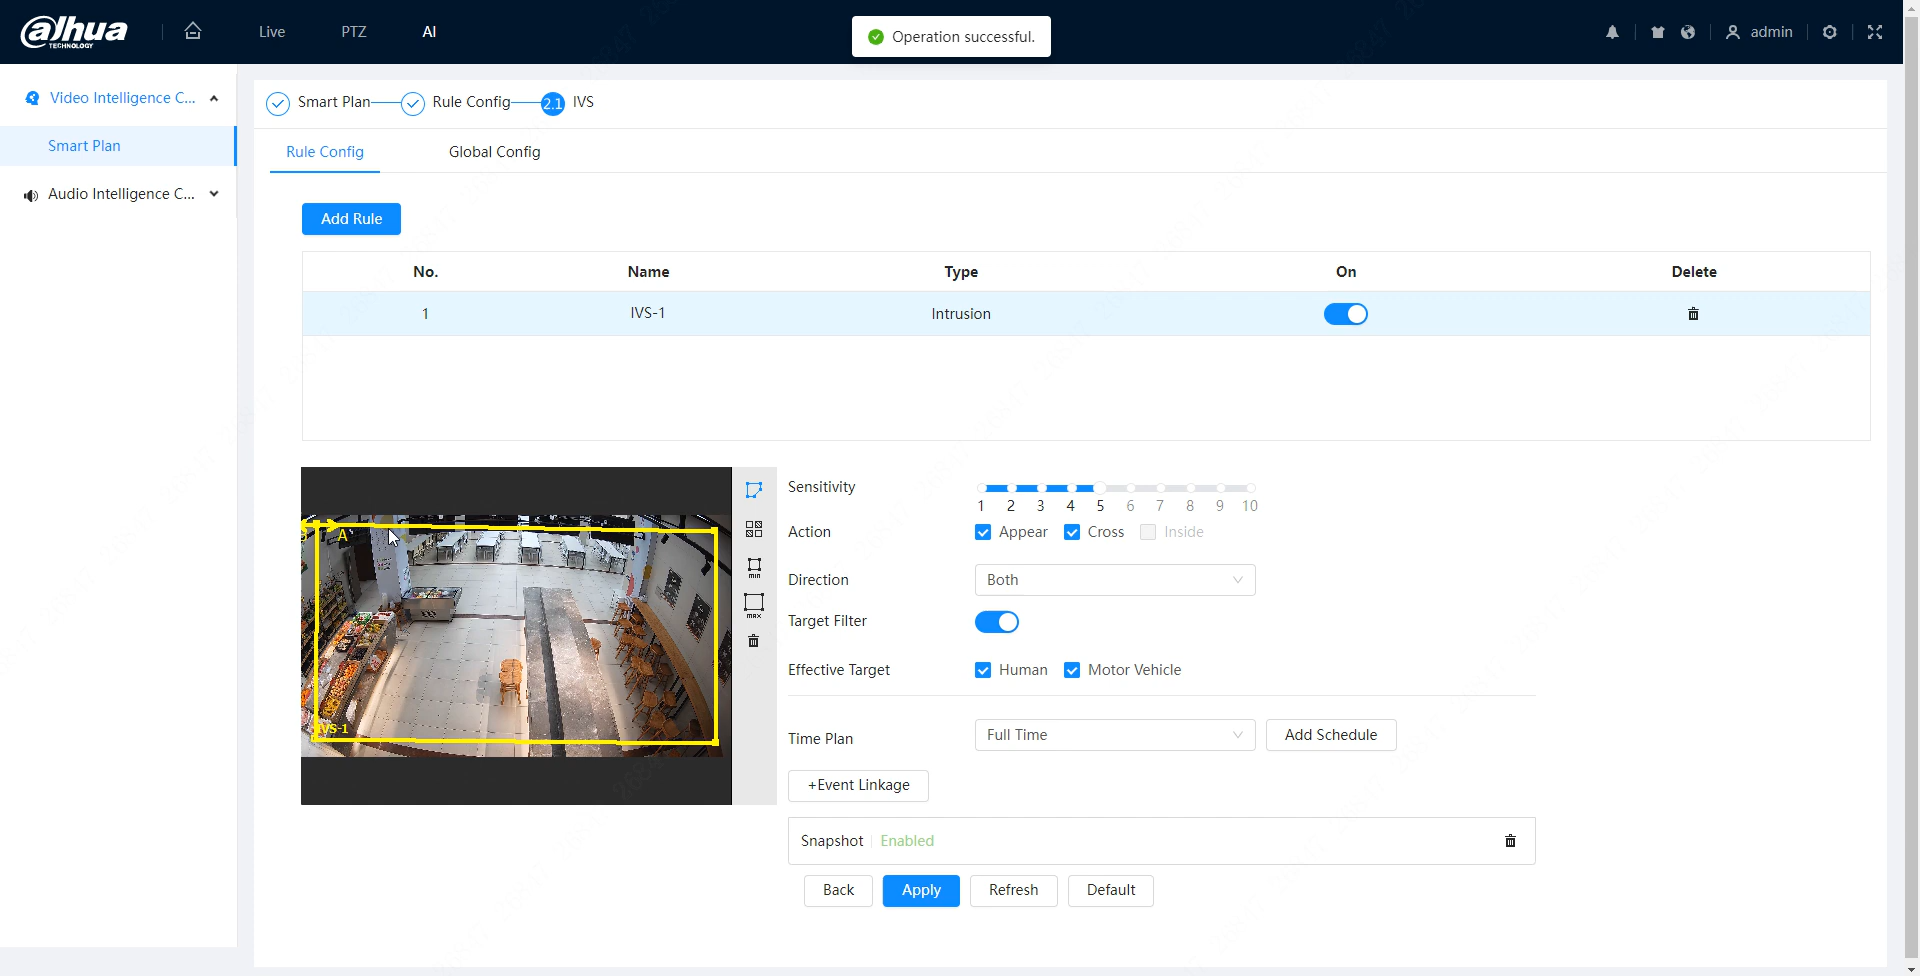 alhua
TECHNOLOGY
Live
PTZ
AI
Operation successful.
admin
Video Intelligence C...
Smart Plan
Audio Intelligence C...
Smart Plan
Rule Config
2.1
IVS
Rule Config
Global Config
Add Rule
No.
Name
Type
On
Delete
1
IVS-1
Intrusion
A
IVS-1
min
max
Sensitivity
1 2 3 4 5 6 7 8 9 10
Action
Appear
Cross
Inside
Direction
Both
Target Filter
Effective Target
Human
Motor Vehicle
Time Plan
Full Time
Add Schedule
+Event Linkage
Snapshot
Enabled
Back
Apply
Refresh
Default